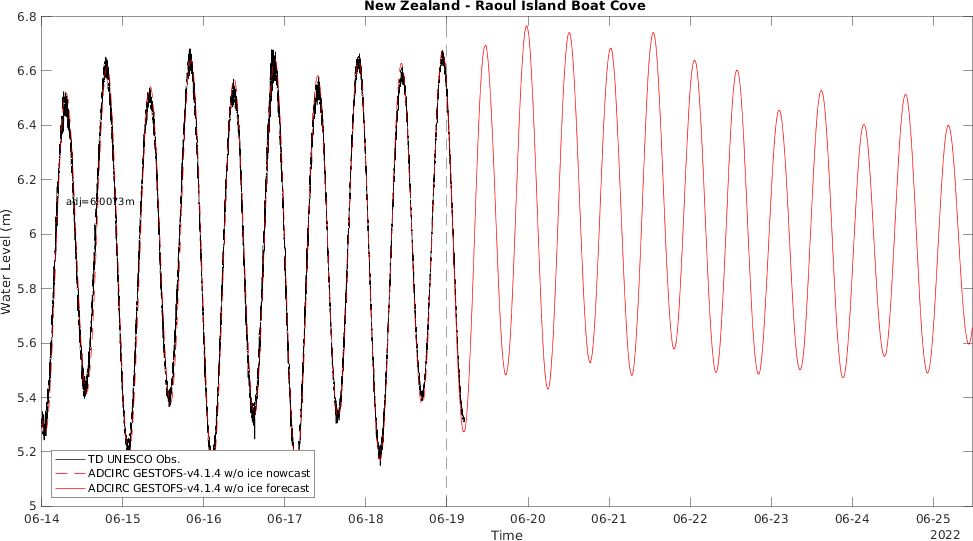 New Zealand - Raoul Island Boat Cove
Water Level (m)
6.8
6.6
6.4
6.2
6
5.8
5.6
5.4
5.2
5
adj=6.0073m
TD UNESCO Obs.
ADCIRC GESTOFS-v4.1.4 w/o ice nowcast
ADCIRC GESTOFS-v4.1.4 w/o ice forecast
06-14 06-15 06-16 06-17 06-18 06-19 06-20 06-21 06-22 06-23 06-24 06-25
Time
2022